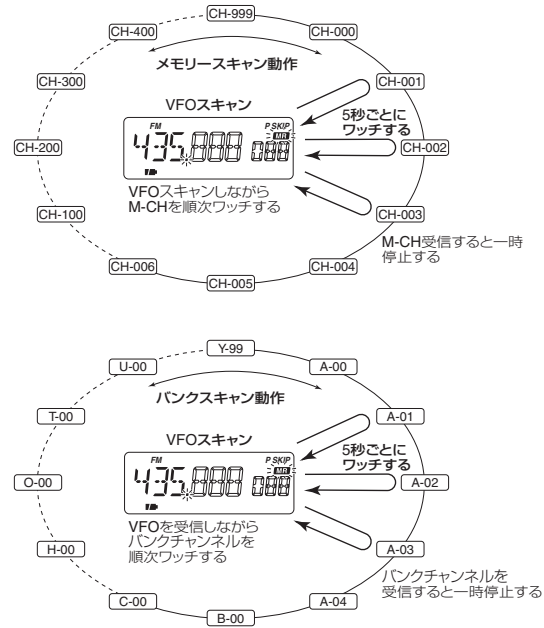 CH-999
CH-400
CH-000
メモリースキャン動作
CH-300
CH-001
VFOスキャン
5秒ごとに
ワッチする
FM
P SKIP
MR
435.
CH-200
CH-002
VFOスキャンしながら
M-CHを順次ワッチする
CH-100
CH-003
M-CH受信すると一時
停止する
CH-006
CH-004
CH-005
Y-99
U-00
A-00
バンクスキャン動作
T-00
A-01
VFOスキャン
5秒ごとに
ワッチする
FM
P SKIP
MR
435.
O-00
A-02
VFOを受信しながら
バンクチャンネルを
順次ワッチする
H-00
A-03
バンクチャンネルを
受信すると一時停止する
C-00
A-04
B-00